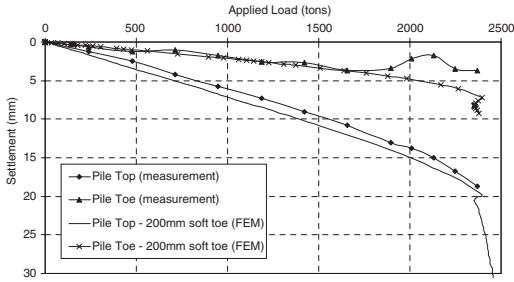 Applied Load (tons)
0 500 1000 1500 2000 2500
0
5
10
15
20
25
30
Settlement (mm)
Pile Top (measurement)
Pile Toe (measurement)
Pile Top - 200mm soft toe (FEM)
Pile Toe - 200mm soft toe (FEM)